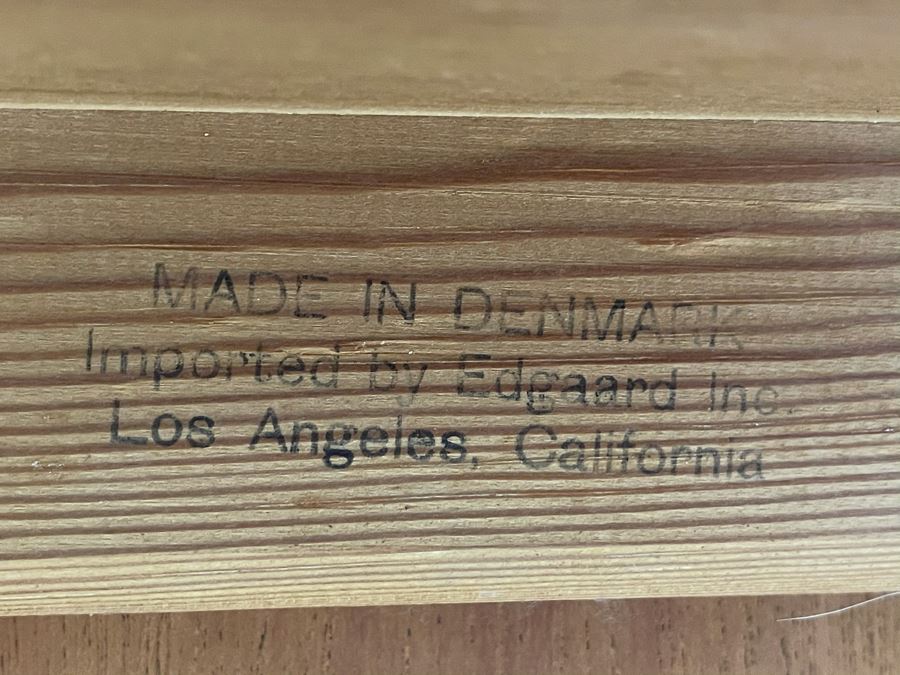 MADE IN DENMARK
Imported by Edgaard Inc.
Los Angeles, California